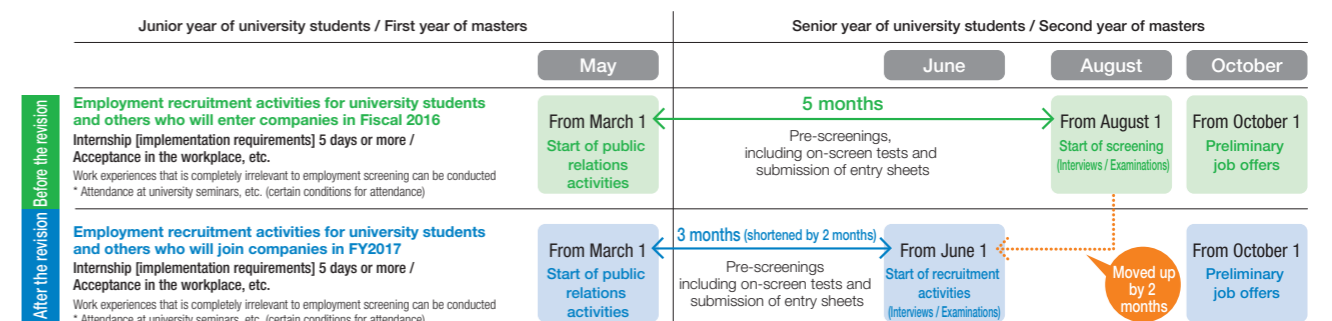 Junior year of university students / First year of masters
Senior year of university students / Second year of masters
May
June
August
October
Before the revision
Employment recruitment activities for university students
and others who will enter companies in Fiscal 2016
Internship [implementation requirements] 5 days or more /
Acceptance in the workplace, etc.
Work experiences that is completely irrelevant to employment screening can be conducted
* Attendance at university seminars, etc. (certain conditions for attendance)
From March 1
Start of public
relations
activities
5 months
Pre-screenings,
including on-screen tests and
submission of entry sheets
From August 1
Start of screening
(Interviews / Examinations)
From October 1
Preliminary
job offers
After the revision
Employment recruitment activities for university students
and others who will join companies in FY2017
Internship [implementation requirements] 5 days or more /
Acceptance in the workplace, etc.
Work experiences that is completely irrelevant to employment screening can be conducted
* Attendance at university seminars, etc. (certain conditions for attendance)
From March 1
Start of public
relations
activities
3 months (shortened by 2 months)
Pre-screenings
including on-screen tests and
submission of entry sheets
From June 1
Start of recruitment
activities
(Interviews / Examinations)
Moved up
by 2
months
From October 1
Preliminary
job offers